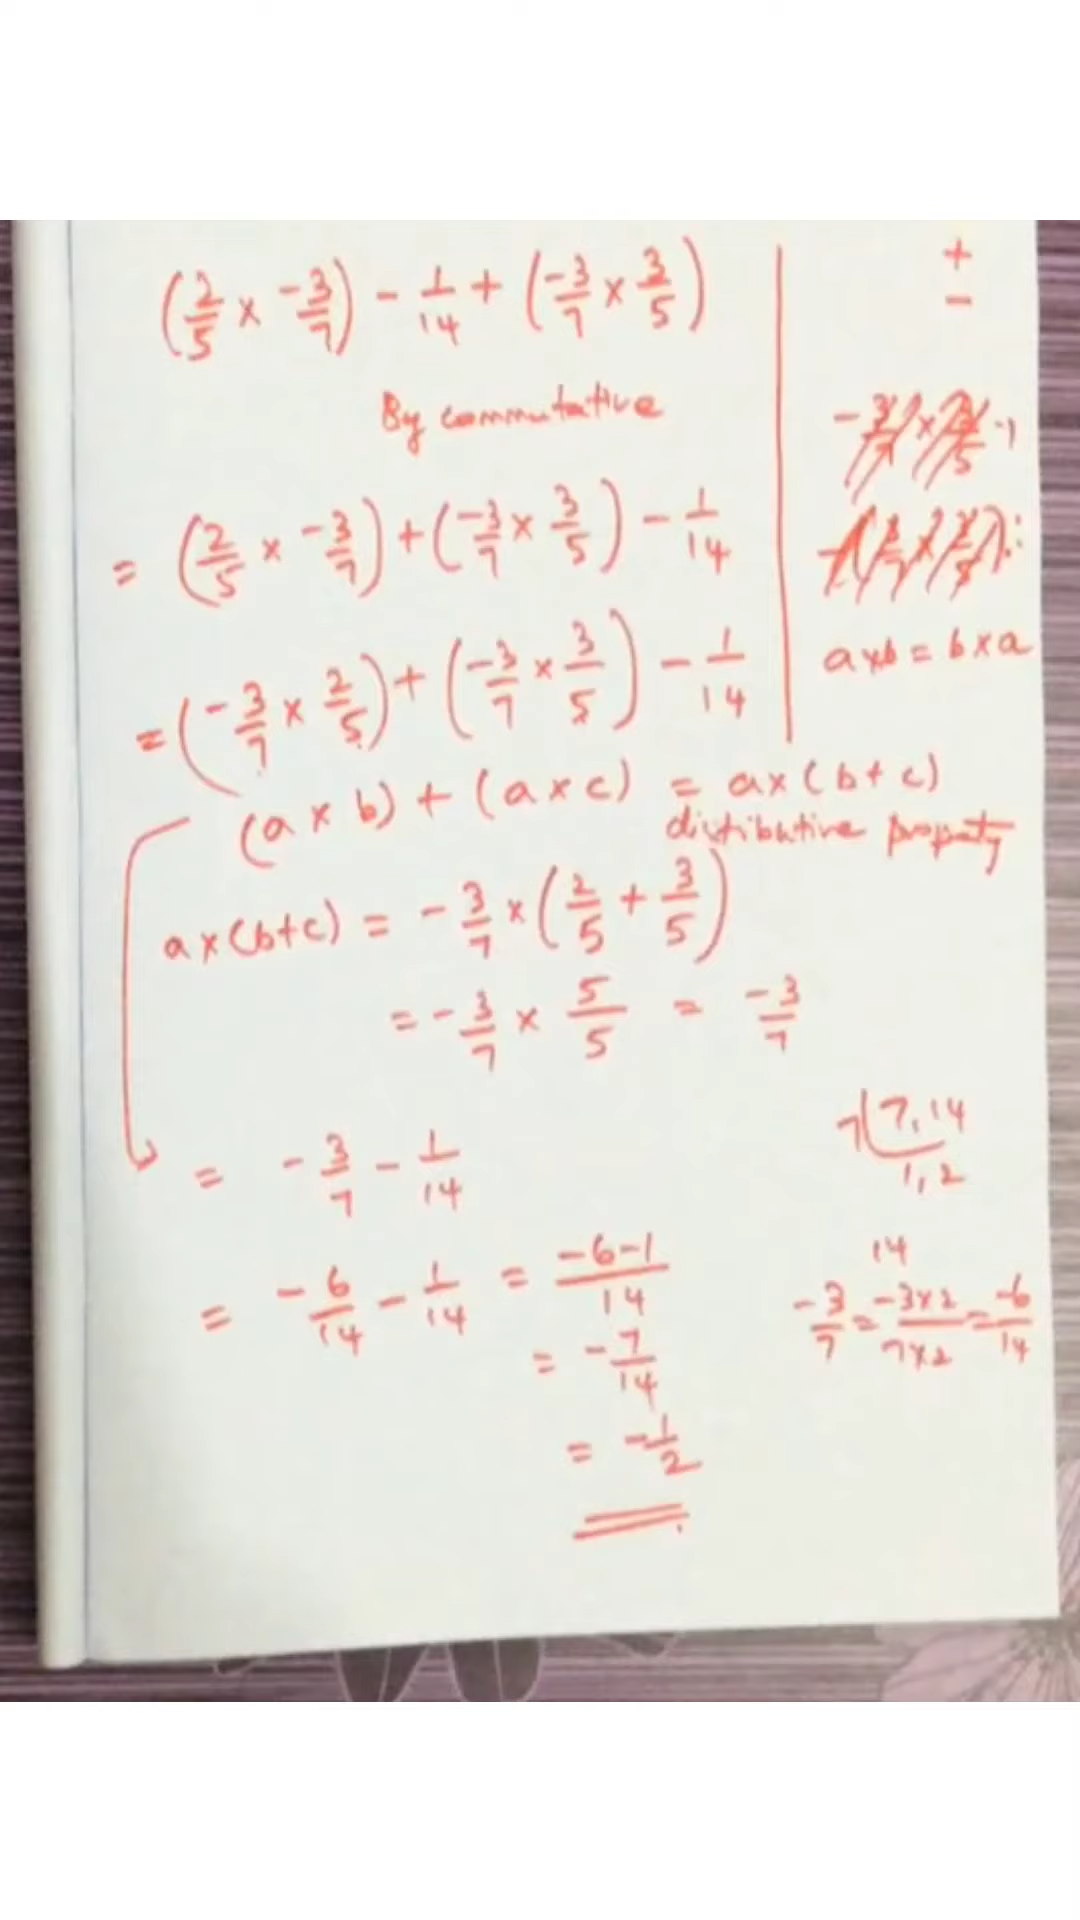 (2/5 × -3/7) - 1/14 + (-3/7 × 3/5)
+
-
By commutative
= (2/5 × -3/7) + (-3/7 × 3/5) - 1/14
= (-3/7 × 2/5) + (-3/7 × 3/5) - 1/14
a×b = b×a
(a × b) + (a × c) = a× (b + c)
distributive property
a × (b+c) = -3/7 × (2/5 + 3/5)
= -3/7 × 5/5 = -3/7
7 | 7, 14
1, 2
= -3/7 - 1/14
14
= -6/14 - 1/14 = -6-1/14
-3/7 = -3×2/7×2 = -6/14
= -7/14
= -1/2